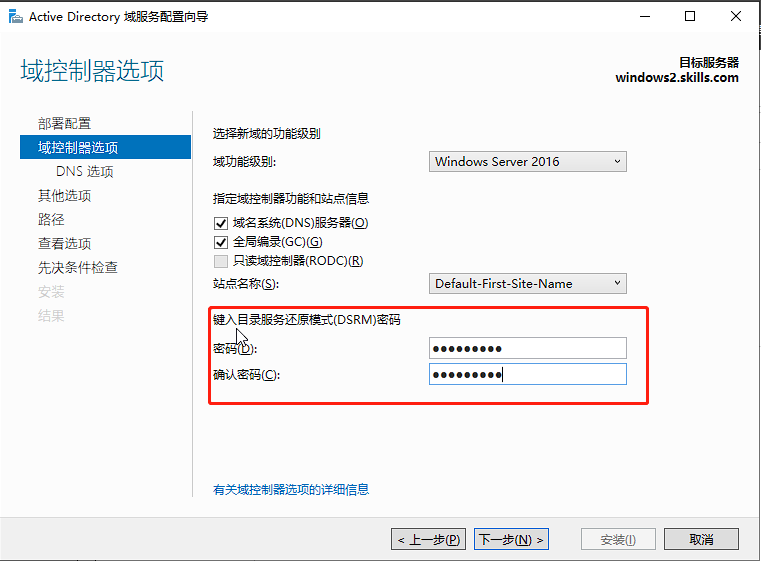 Active Directory 域服务配置向导
域控制器选项
目标服务器
windows2.skills.com
部署配置
域控制器选项
DNS 选项
其他选项
路径
查看选项
先决条件检查
安装
结果
选择新域的功能级别
域功能级别: Windows Server 2016
指定域控制器功能和站点信息
域名系统(DNS)服务器(O)
全局编录(GC)(G)
只读域控制器(RODC)(R)
站点名称(S): Default-First-Site-Name
键入目录服务还原模式(DSRM)密码
密码(D): ●●●●●●●●●
确认密码(C): ●●●●●●●●●
有关域控制器选项的详细信息
< 上一步(P) 下一步(N) > 安装(I) 取消